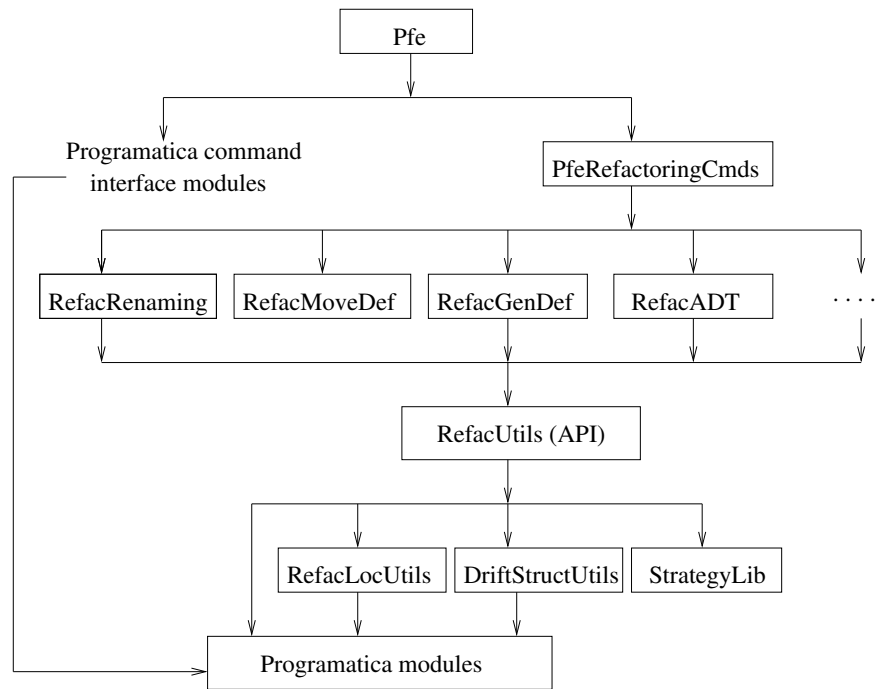 Pfe
Programatica command
interface modules
PfeRefactoringCmds
RefacRenaming
RefacMoveDef
RefacGenDef
RefacADT
. . . .
RefacUtils (API)
RefacLocUtils
DriftStructUtils
StrategyLib
Programatica modules